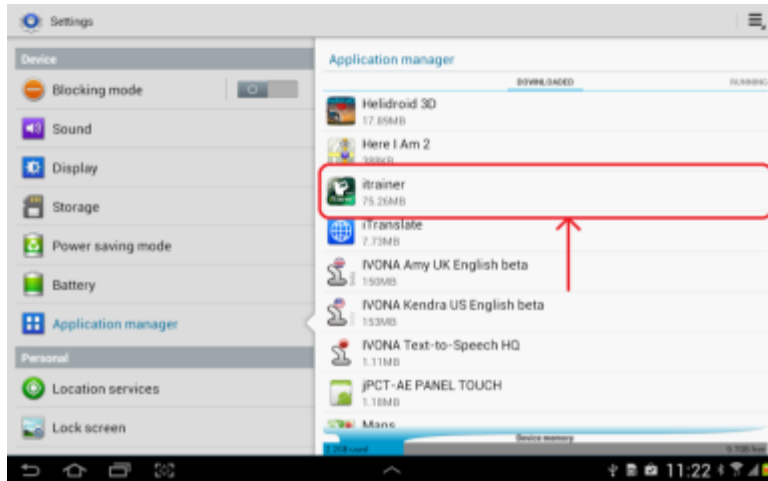 Settings
Device
Blocking mode
Sound
Display
Storage
Power saving mode
Battery
Application manager
Personal
Location services
Lock screen
Application manager
DOWNLOADED
RUNNING
Helidroid 3D
17.89MB
Here I Am 2
388KB
itrainer
75.26MB
iTranslate
7.73MB
IVONA Amy UK English beta
150MB
IVONA Kendra US English beta
153MB
IVONA Text-to-Speech HQ
1.11MB
jPCT-AE PANEL TOUCH
1.18MB
Maps
Device memory
11:22